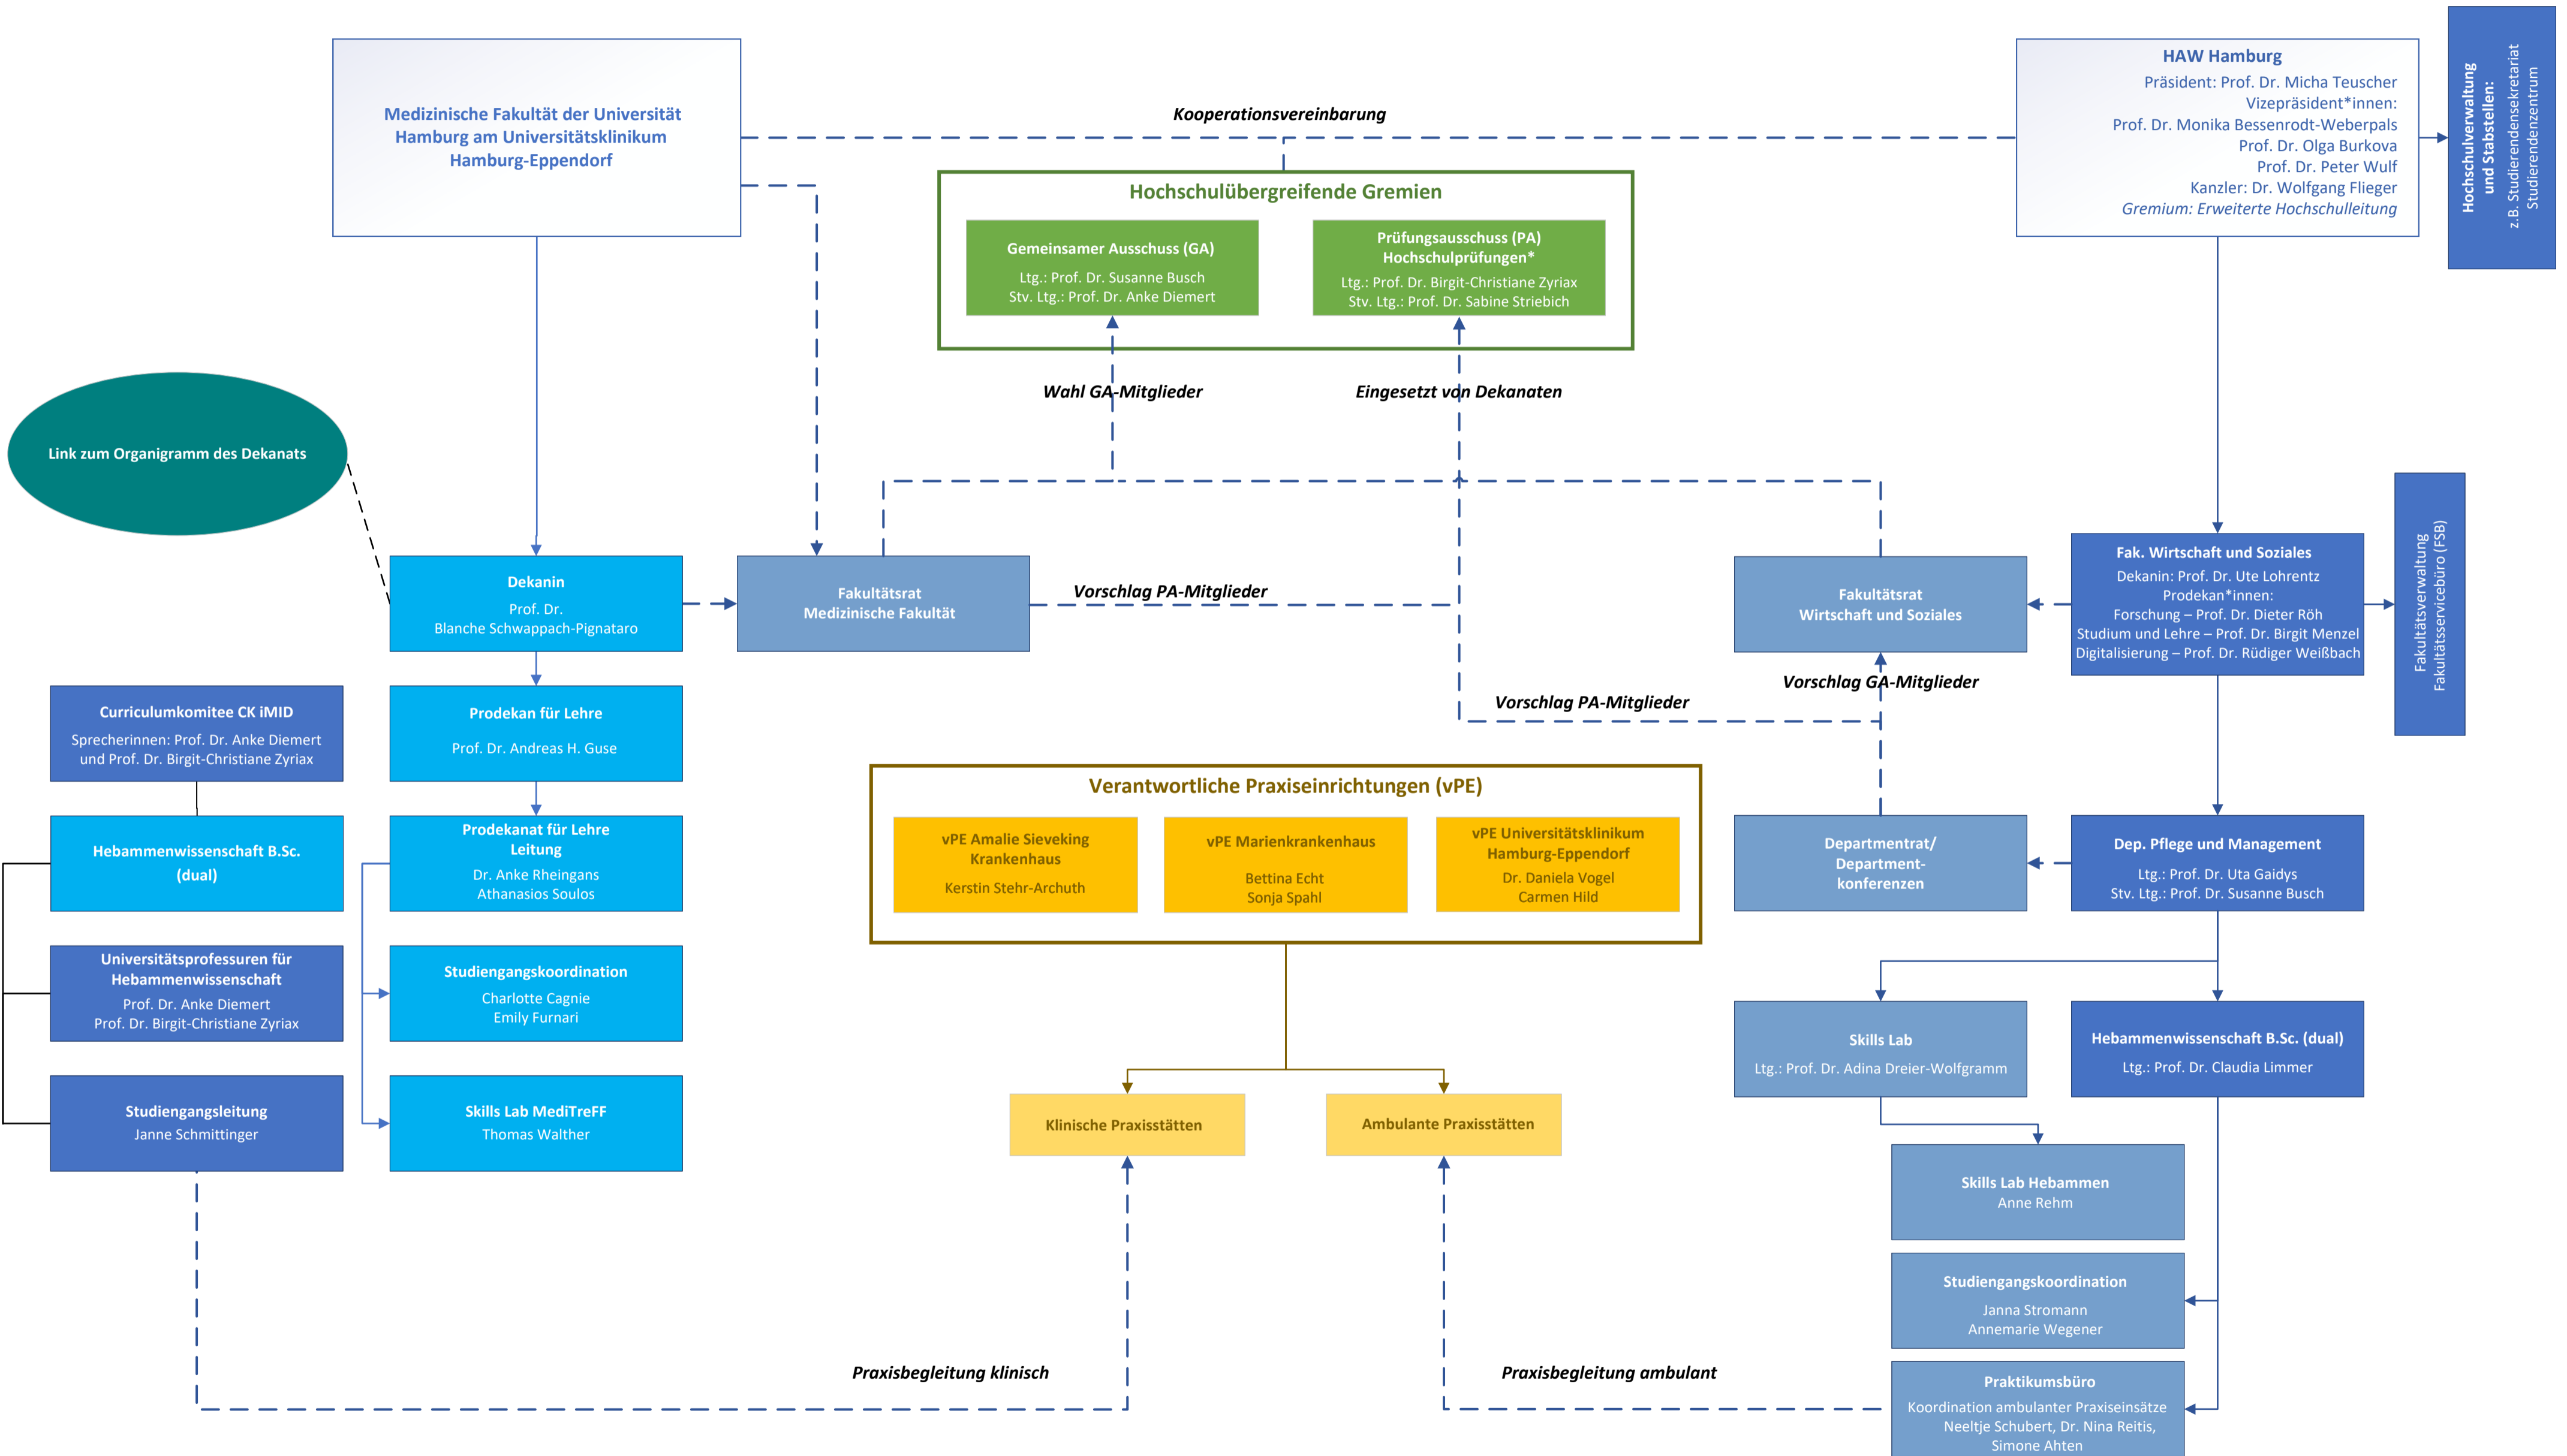 Medizinische Fakultät der Universität
Hamburg am Universitätsklinikum
Hamburg-Eppendorf
Kooperationsvereinbarung
HAW Hamburg
Präsident: Prof. Dr. Micha Teuscher
Vizepräsident*innen:
Prof. Dr. Monika Bessenrodt-Weberpals
Prof. Dr. Olga Burkova
Prof. Dr. Peter Wulf
Kanzler: Dr. Wolfgang Flieger
Gremium: Erweiterte Hochschulleitung
Hochschulverwaltung
und Stabstellen:
z.B. Studierendensekretariat
Studierendenzentrum
Hochschulübergreifende Gremien
Gemeinsamer Ausschuss (GA)
Ltg.: Prof. Dr. Susanne Busch
Stv. Ltg.: Prof. Dr. Anke Diemert
Prüfungsausschuss (PA)
Hochschulprüfungen*
Ltg.: Prof. Dr. Birgit-Christiane Zyriax
Stv. Ltg.: Prof. Dr. Sabine Striebich
Wahl GA-Mitglieder
Eingesetzt von Dekanaten
Link zum Organigramm des Dekanats
Dekanin
Prof. Dr.
Blanche Schwappach-Pignataro
Fakultätsrat
Medizinische Fakultät
Vorschlag PA-Mitglieder
Fakultätsrat
Wirtschaft und Soziales
Fak. Wirtschaft und Soziales
Dekanin: Prof. Dr. Ute Lohrentz
Prodekan*innen:
Forschung – Prof. Dr. Dieter Röh
Studium und Lehre – Prof. Dr. Birgit Menzel
Digitalisierung – Prof. Dr. Rüdiger Weißbach
Fakultätsverwaltung
Fakultätsservicebüro (FSB)
Vorschlag GA-Mitglieder
Vorschlag PA-Mitglieder
Curriculumkomitee CK iMID
Sprecherinnen: Prof. Dr. Anke Diemert
und Prof. Dr. Birgit-Christiane Zyriax
Prodekan für Lehre
Prof. Dr. Andreas H. Guse
Verantwortliche Praxiseinrichtungen (vPE)
vPE Amalie Sieveking
Krankenhaus
Kerstin Stehr-Archuth
vPE Marienkrankenhaus
Bettina Echt
Sonja Spahl
vPE Universitätsklinikum
Hamburg-Eppendorf
Dr. Daniela Vogel
Carmen Hild
Hebammenwissenschaft B.Sc.
(dual)
Prodekanat für Lehre
Leitung
Dr. Anke Rheingans
Athanasios Soulos
Departmentrat/
Department-
konferenzen
Dep. Pflege und Management
Ltg.: Prof. Dr. Uta Gaidys
Stv. Ltg.: Prof. Dr. Susanne Busch
Universitätsprofessuren für
Hebammenwissenschaft
Prof. Dr. Anke Diemert
Prof. Dr. Birgit-Christiane Zyriax
Studiengangskoordination
Charlotte Cagnie
Emily Furnari
Skills Lab
Ltg.: Prof. Dr. Adina Dreier-Wolfgramm
Hebammenwissenschaft B.Sc. (dual)
Ltg.: Prof. Dr. Claudia Limmer
Studiengangsleitung
Janne Schmittinger
Skills Lab MediTreFF
Thomas Walther
Klinische Praxisstätten
Ambulante Praxisstätten
Skills Lab Hebammen
Anne Rehm
Studiengangskoordination
Janna Stromann
Annemarie Wegener
Praxisbegleitung klinisch
Praxisbegleitung ambulant
Praktikumsbüro
Koordination ambulanter Praxiseinsätze
Neeltje Schubert, Dr. Nina Reitis,
Simone Ahten